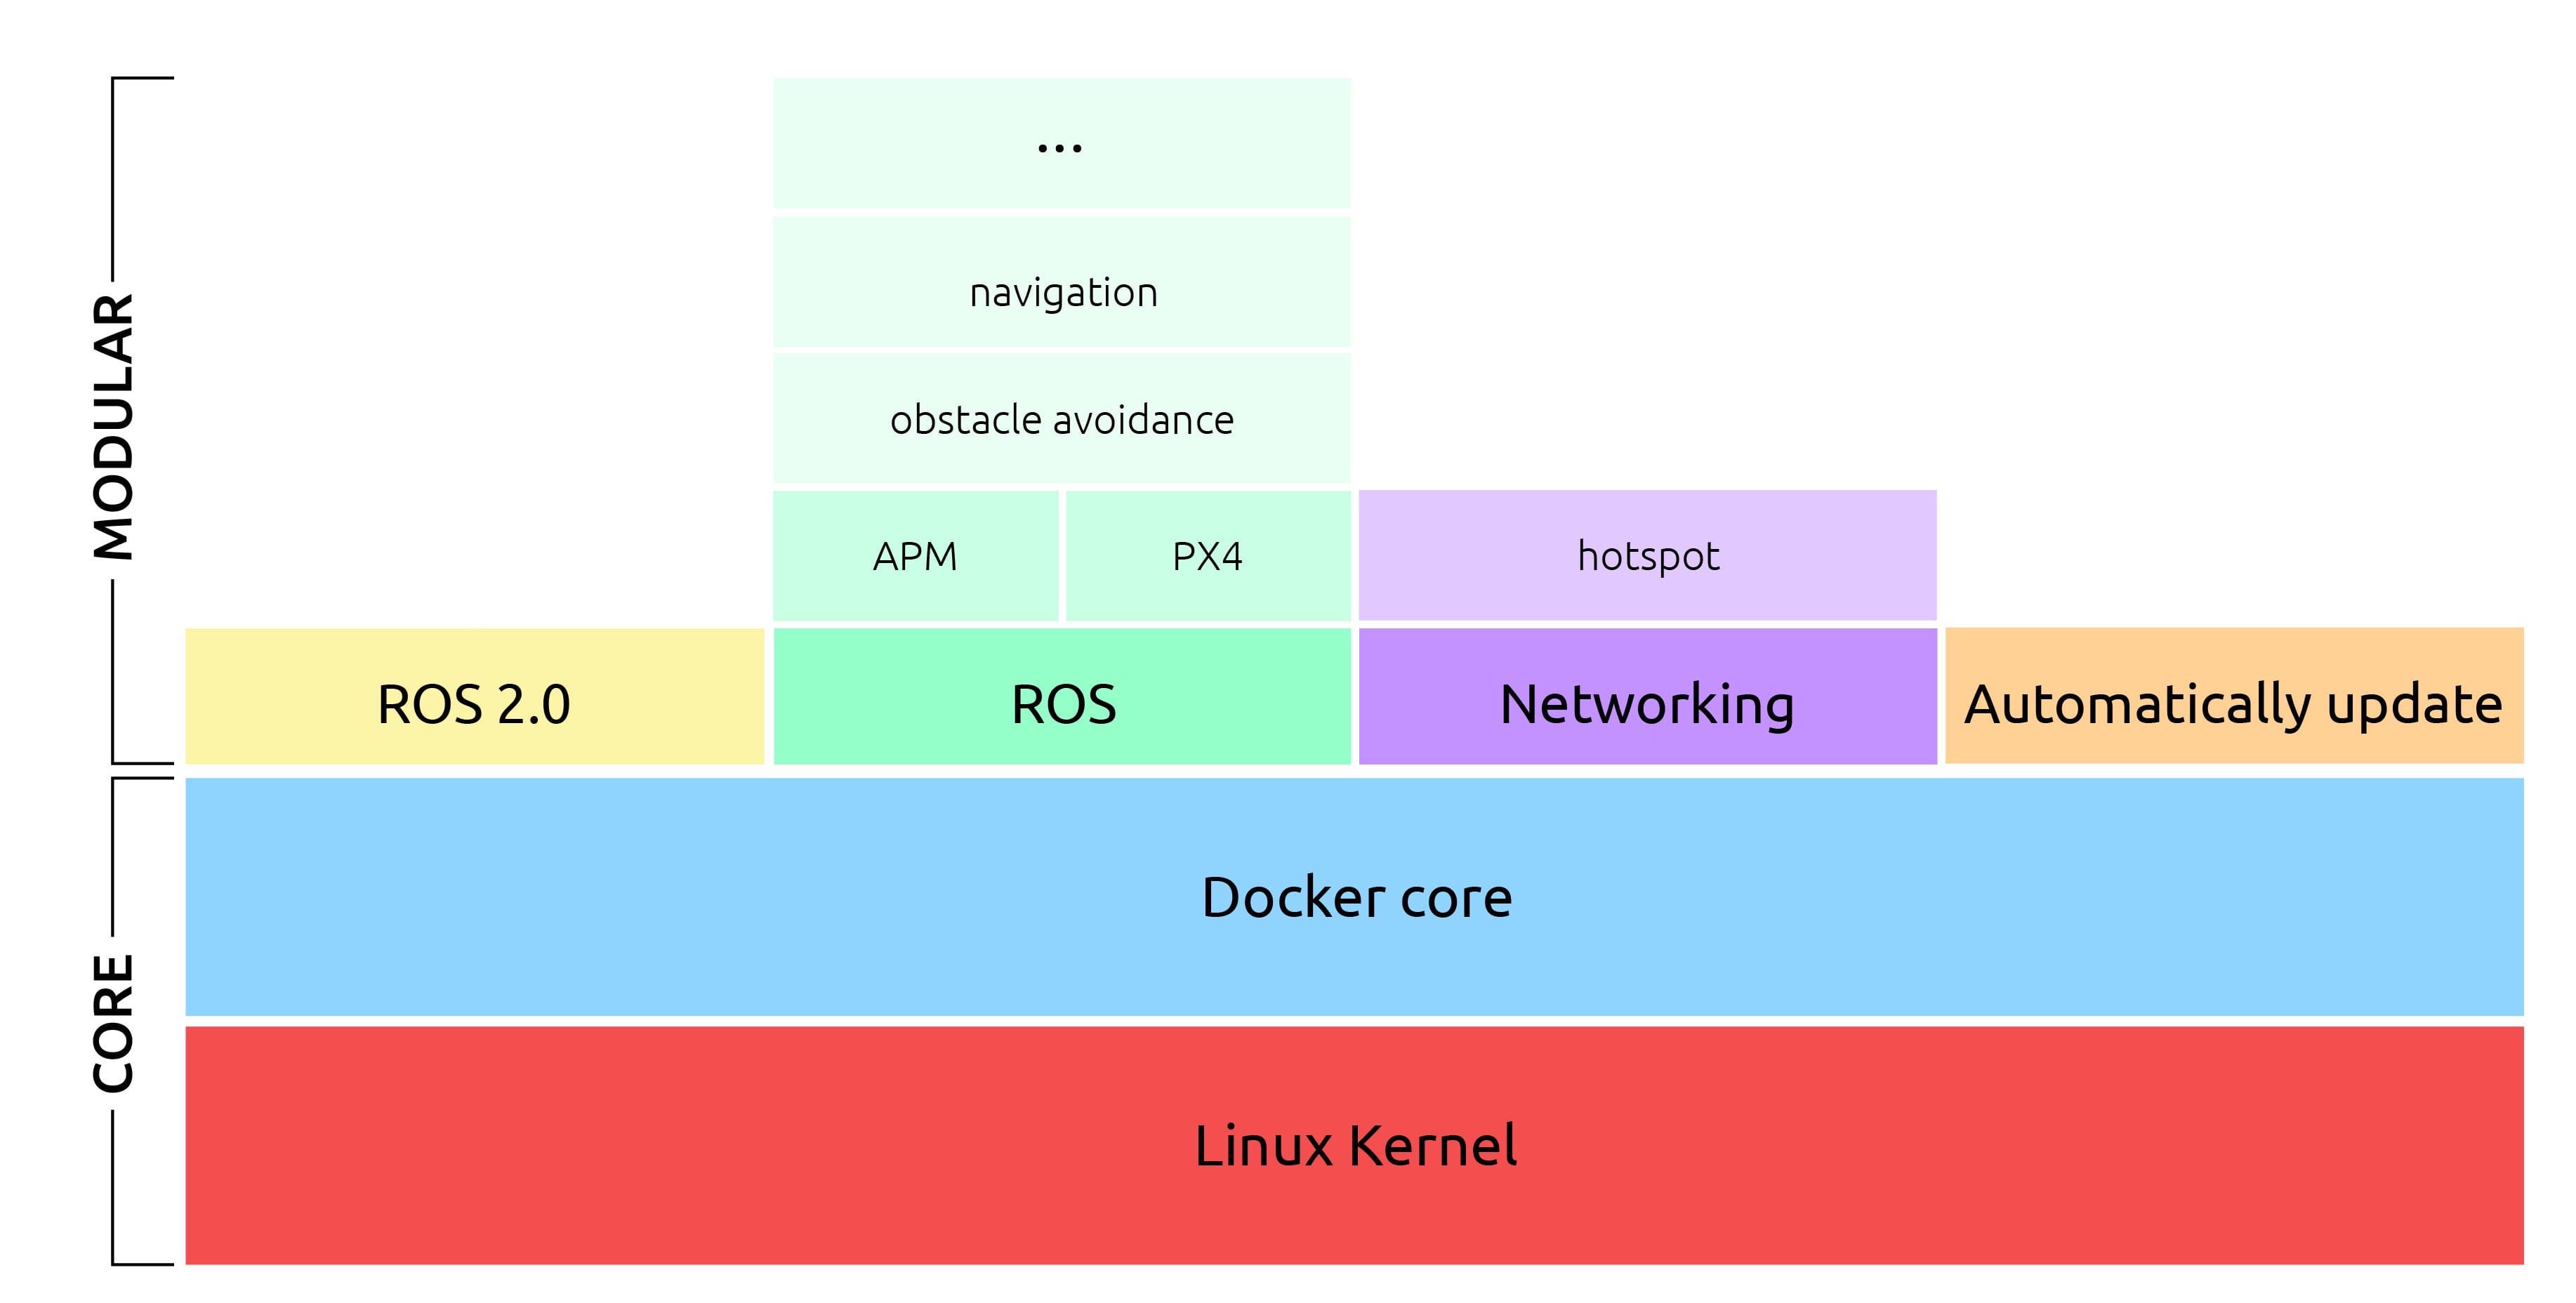 MODULAR
...
navigation
obstacle avoidance
APM PX4 hotspot
ROS 2.0 ROS Networking Automatically update
CORE
Docker core
Linux Kernel